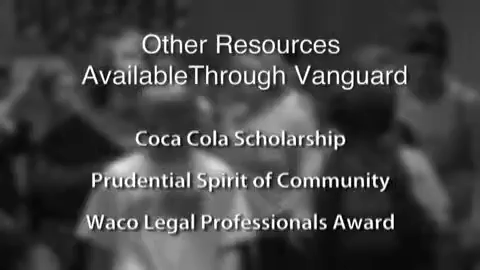 Other Resources
AvailableThrough Vanguard
Coca Cola Scholarship
Prudential Spirit of Community
Waco Legal Professionals Award